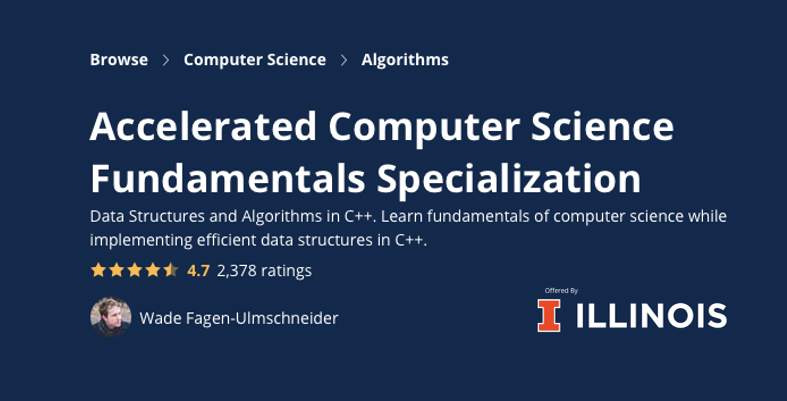 Browse > Computer Science > Algorithms
Accelerated Computer Science
Fundamentals Specialization
Data Structures and Algorithms in C++. Learn fundamentals of computer science while
implementing efficient data structures in C++.
4.7 2,378 ratings
Offered By
Wade Fagen-Ulmschneider
I ILLINOIS